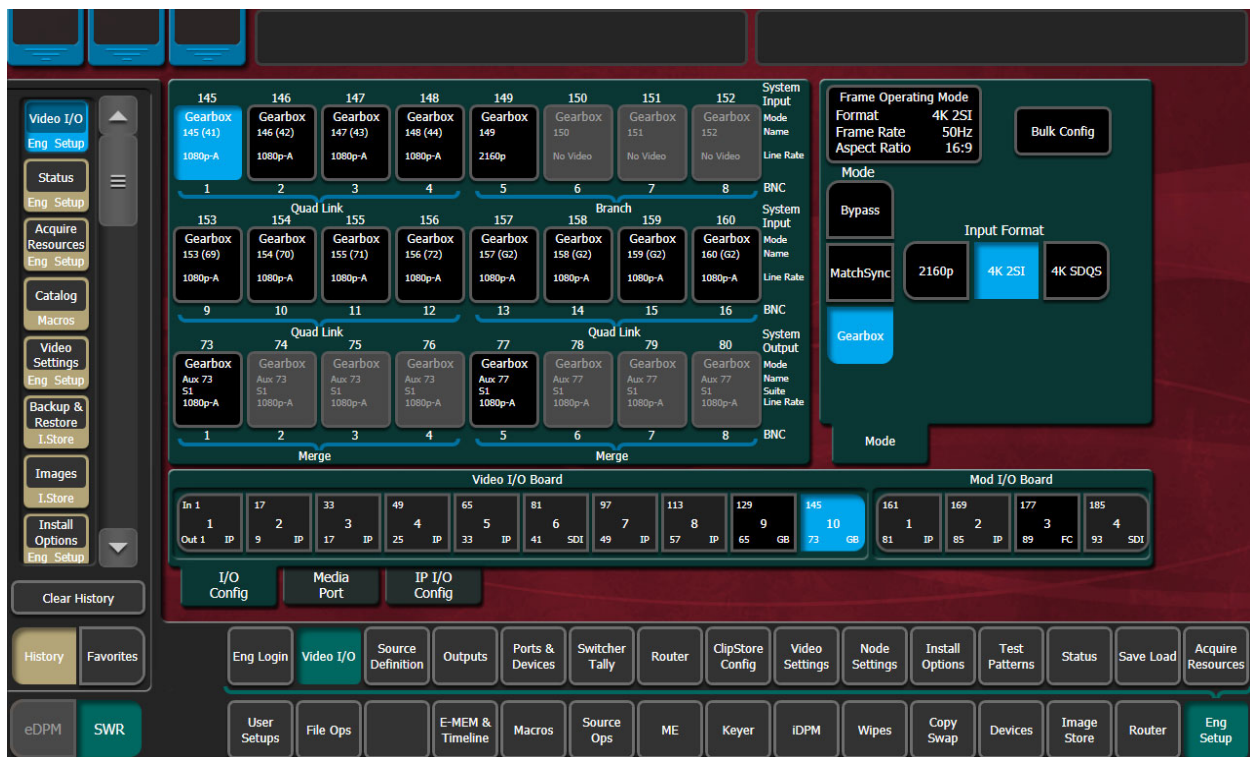 Video I/O
Eng Setup
Status
Eng Setup
Acquire
Resources
Eng Setup
Catalog
Macros
Video
Settings
Eng Setup
Backup &
Restore
I.Store
Images
I.Store
Install
Options
Eng Setup
Clear History
History Favorites
eDPM SWR
145 146 147 148 149 150 151 152 System Input
Gearbox Gearbox Gearbox Gearbox Gearbox Gearbox Gearbox Gearbox Mode
145 (41) 146 (42) 147 (43) 148 (44) 149 150 151 152 Name
1080p-A 1080p-A 1080p-A 1080p-A 2160p No Video No Video No Video Line Rate
1 2 3 4 5 6 7 8 BNC
Quad Link Branch
153 154 155 156 157 158 159 160 System Input
Gearbox Gearbox Gearbox Gearbox Gearbox Gearbox Gearbox Gearbox Mode
153 (69) 154 (70) 155 (71) 156 (72) 157 (G2) 158 (G2) 159 (G2) 160 (G2) Name
1080p-A 1080p-A 1080p-A 1080p-A 1080p-A 1080p-A 1080p-A 1080p-A Line Rate
9 10 11 12 13 14 15 16 BNC
Quad Link Quad Link
73 74 75 76 77 78 79 80 System Output
Gearbox Gearbox Gearbox Gearbox Gearbox Gearbox Gearbox Gearbox Mode
Aux 73 Aux 73 Aux 73 Aux 73 Aux 77 Aux 77 Aux 77 Aux 77 Name
S1 S1 S1 S1 S1 S1 S1 S1 Suite
1080p-A 1080p-A 1080p-A 1080p-A 1080p-A 1080p-A 1080p-A 1080p-A Line Rate
1 2 3 4 5 6 7 8 BNC
Merge Merge
Frame Operating Mode
Format 4K 2SI
Frame Rate 50Hz
Aspect Ratio 16:9
Bulk Config
Mode
Bypass
MatchSync
Gearbox
Input Format
2160p 4K 2SI 4K SDQS
Mode
Video I/O Board
In 1 17 33 49 65 81 97 113 129 145
1 2 3 4 5 6 7 8 9 10
Out 1 IP 9 IP 17 IP 25 IP 33 IP 41 SDI 49 IP 57 IP 65 GB 73 GB
Mod I/O Board
161 169 177 185
1 2 3 4
81 IP 85 IP 89 FC 93 SDI
I/O
Config
Media
Port
IP I/O
Config
Eng Login
Video I/O
Source
Definition
Outputs
Ports &
Devices
Switcher
Tally
Router
ClipStore
Config
Video
Settings
Node
Settings
Install
Options
Test
Patterns
Status
Save Load
Acquire
Resources
User
Setups
File Ops
E-MEM &
Timeline
Macros
Source
Ops
ME
Keyer
iDPM
Wipes
Copy
Swap
Devices
Image
Store
Router
Eng
Setup